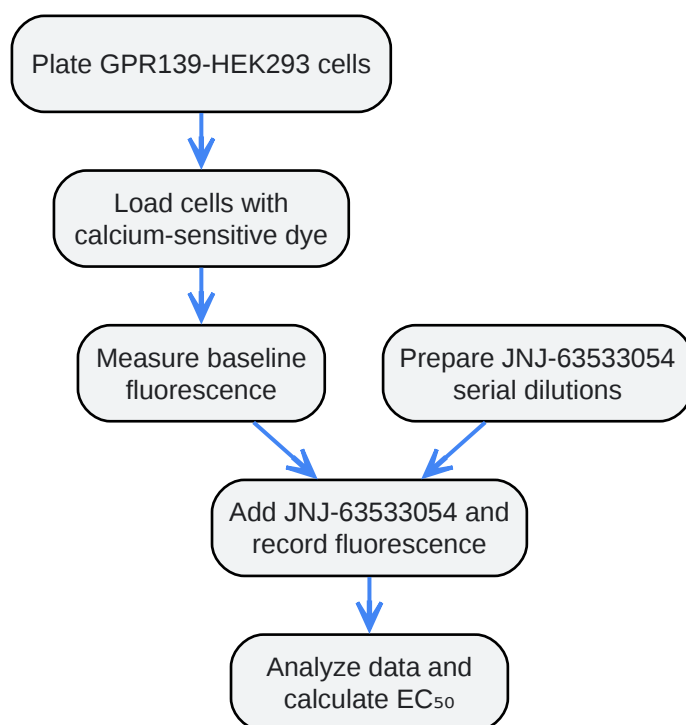 Plate GPR139-HEK293 cells
Load cells with
calcium-sensitive dye
Measure baseline
fluorescence
Prepare JNJ-63533054
serial dilutions
Add JNJ-63533054 and
record fluorescence
Analyze data and
calculate EC₅₀